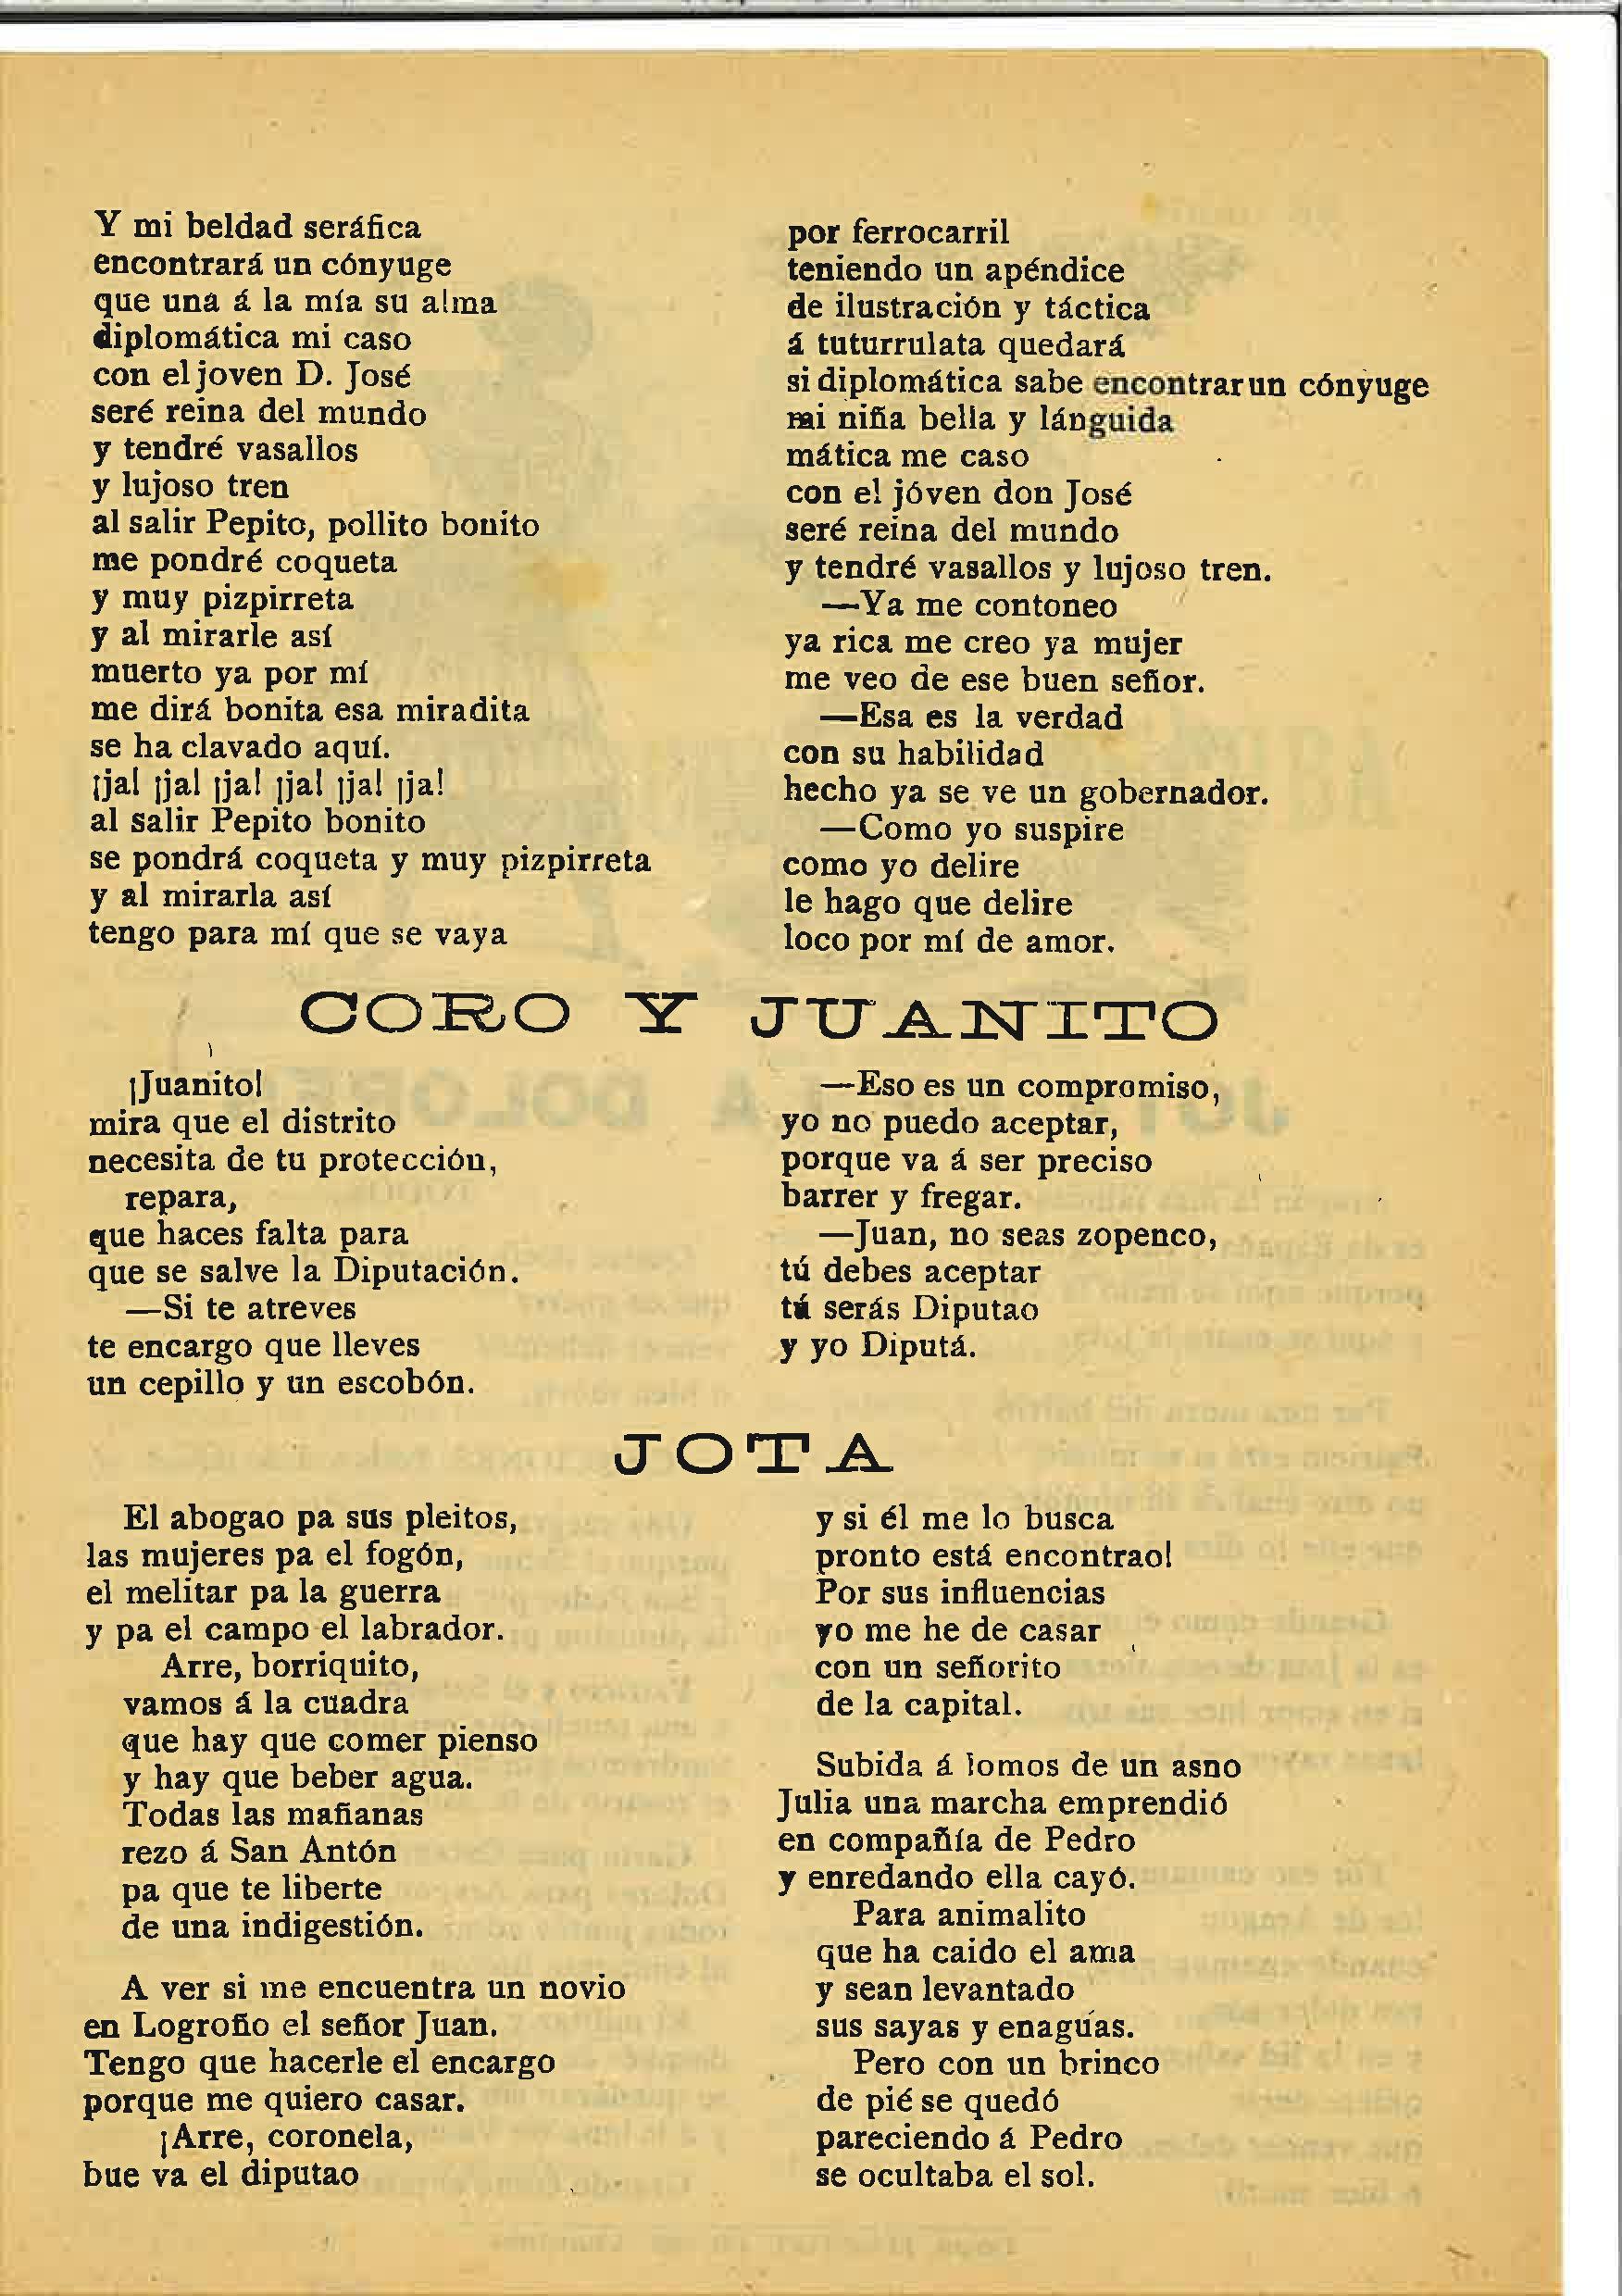 Y mi beldad seráfica
encontrará un cónyuge
que una á la mía su alma
diplomática mi caso
con el joven D. José
seré reina del mundo
y tendré vasallos
y lujoso tren
al salir Pepito, pollito bonito
me pondré coqueta
y muy pizpirreta
y al mirarle así
muerto ya por mí
me dirá bonita esa miradita
se ha clavado aquí.
¡ja! ¡ja! ¡ja! ¡ja! ¡ja! ¡ja!
al salir Pepito bonito
se pondrá coqueta y muy pizpirreta
y al mirarla así
tengo para mí que se vaya
por ferrocarril
teniendo un apéndice
de ilustración y táctica
á tuturrulata quedará
si diplomática sabe encontrar un cónyuge
mi niña bella y lánguida
mática me caso
con el jóven don José
seré reina del mundo
y tendré vasallos y lujoso tren.
—Ya me contoneo
ya rica me creo ya mujer
me veo de ese buen señor.
—Esa es la verdad
con su habilidad
hecho ya se ve un gobernador.
—Como yo suspire
como yo delire
le hago que delire
loco por mí de amor.
CORO Y JUANITO
¡Juanito!
mira que el distrito
necesita de tu protección,
repara,
que haces falta para
que se salve la Diputación.
—Si te atreves
te encargo que lleves
un cepillo y un escobón.
—Eso es un compromiso,
yo no puedo aceptar,
porque va á ser preciso
barrer y fregar.
—Juan, no seas zopenco,
tú debes aceptar
tú serás Diputao
y yo Diputá.
JOTA
El abogao pa sus pleitos,
las mujeres pa el fogón,
el melitar pa la guerra
y pa el campo el labrador.
Arre, borriquito,
vamos á la cuadra
que hay que comer pienso
y hay que beber agua.
Todas las mañanas
rezo á San Antón
pa que te liberte
de una indigestión.
A ver si me encuentra un novio
en Logroño el señor Juan.
Tengo que hacerle el encargo
porque me quiero casar.
¡Arre, coronela,
bue va el diputao
y si él me lo busca
pronto está encontrao!
Por sus influencias
yo me he de casar
con un señorito
de la capital.
Subida á lomos de un asno
Julia una marcha emprendió
en compañía de Pedro
y enredando ella cayó.
Para animalito
que ha caido el ama
y sean levantado
sus sayas y enaguas.
Pero con un brinco
de pié se quedó
pareciendo á Pedro
se ocultaba el sol.